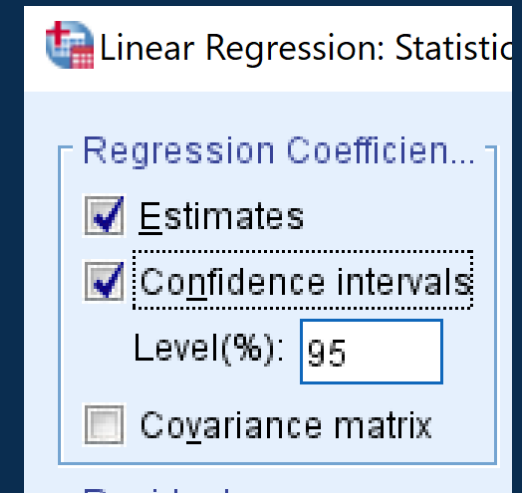 Linear Regression: Statistic
Regression Coefficien...
Estimates
Confidence intervals
Level(%): 95
Covariance matrix